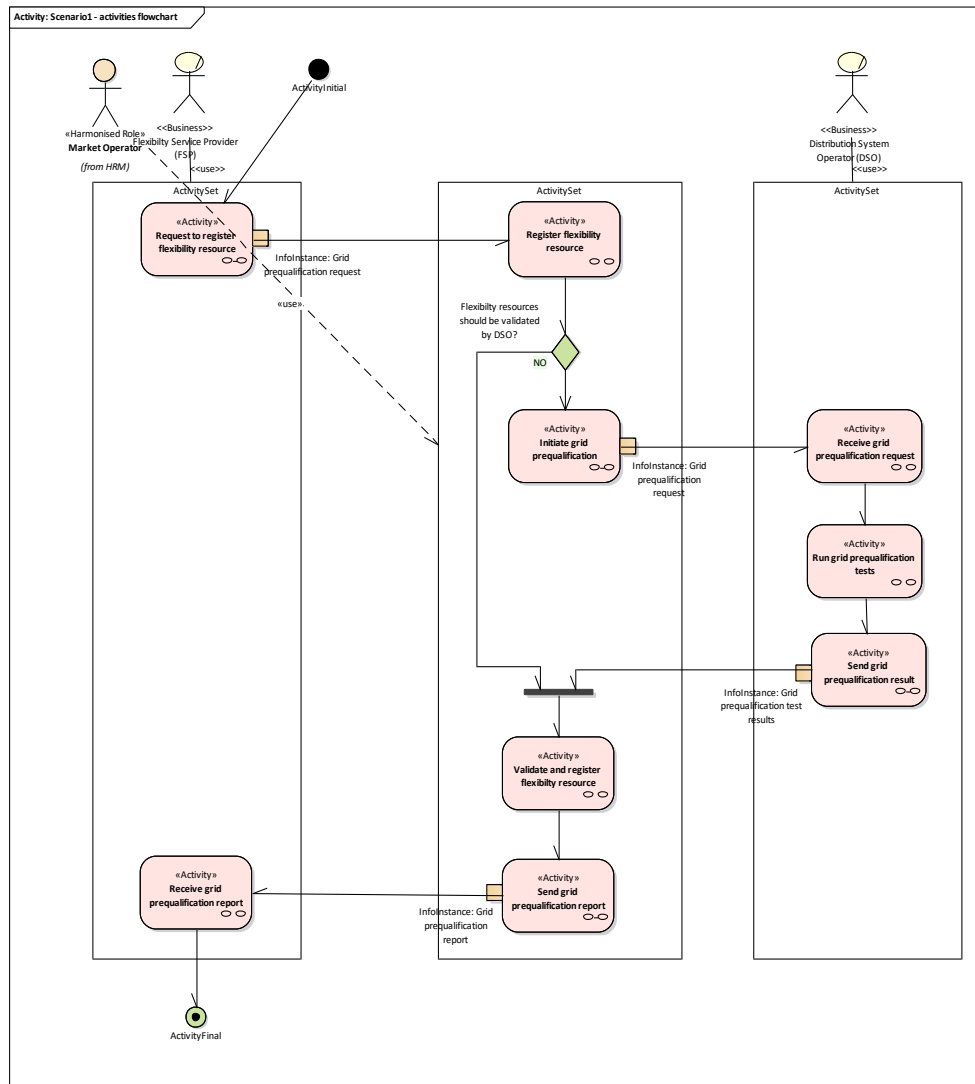 Activity: Scenario1 - activities flowchart
ActivityInitial
«Harmonised Role»
Market Operator
(from HRM)
<<Business>>
Flexibilty Service Provider
(FSP)
<<use>>
<<Business>>
Distribution System
Operator (DSO)
<<use>>
ActivitySet
ActivitySet
ActivitySet
«Activity»
Request to register
flexibility resource
InfoInstance: Grid
prequalification request
«Activity»
Register flexibility
resource
«use»
Flexibilty resources
should be validated
by DSO?
NO
«Activity»
Initiate grid
prequalification
InfoInstance: Grid
prequalification
request
«Activity»
Receive grid
prequalification request
«Activity»
Run grid prequalification
tests
«Activity»
Send grid
prequalification result
InfoInstance: Grid
prequalification test
results
«Activity»
Validate and register
flexibilty resource
«Activity»
Send grid
prequalification report
InfoInstance: Grid
prequalification
report
«Activity»
Receive grid
prequalification report
ActivityFinal